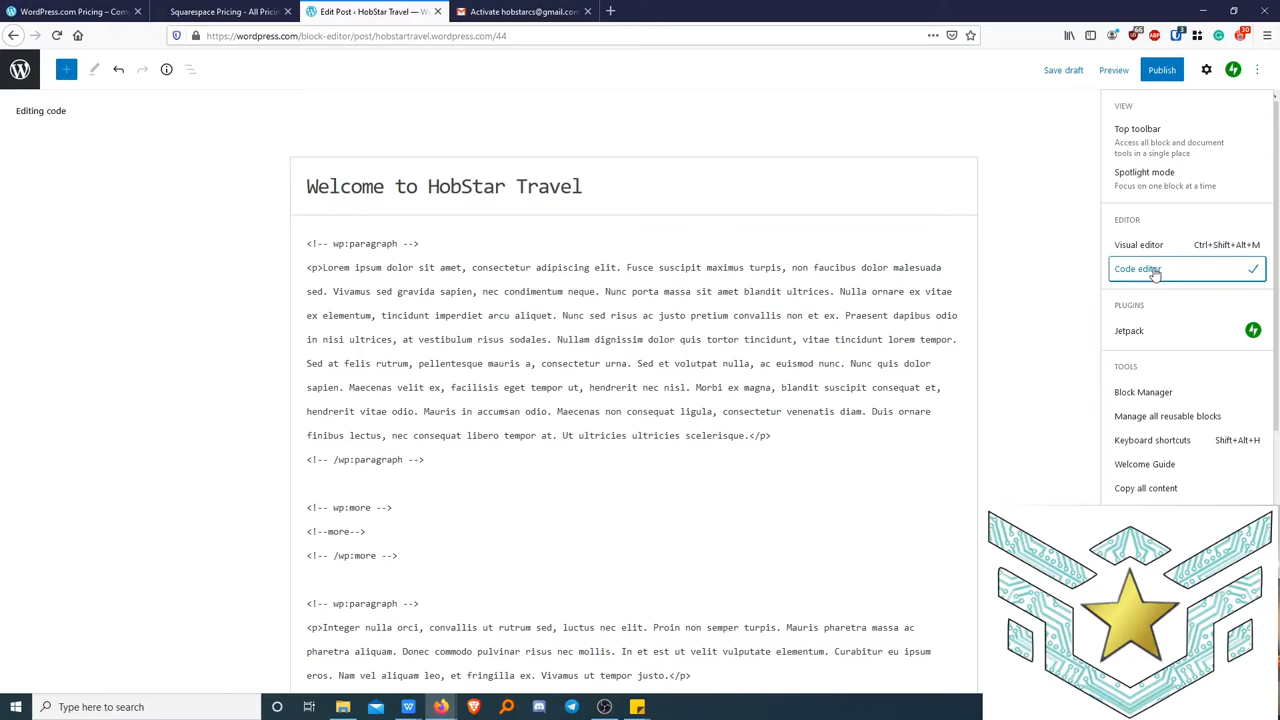 WordPress Pricing – Com
Squarespace Pricing - All Pricing
Edit Post ‹ HobStar Travel — Wo
Activate hobstarcs@gmail.com
https://wordpress.com/block-editor/post/hobstartravel.wordpress.com/44
66
ABP
3
30
Save draft
Preview
Publish
Editing code
Welcome to HobStar Travel
<!-- wp:paragraph -->
<p>Lorem ipsum dolor sit amet, consectetur adipiscing elit. Fusce suscipit maximus turpis, non faucibus dolor malesuada
sed. Vivamus sed gravida sapien, nec condimentum neque. Nunc porta massa sit amet blandit ultrices. Nulla ornare ex vitae
ex elementum, tincidunt imperdiet arcu aliquet. Nunc sed risus ac justo pretium convallis non et ex. Praesent dapibus odio
in nisi ultrices, at vestibulum risus sodales. Nullam dignissim dolor quis tortor tincidunt, vitae tincidunt lorem tempor.
Sed at felis rutrum, pellentesque mauris a, consectetur urna. Sed et volutpat nulla, ac euismod nunc. Nunc quis dolor
sapien. Maecenas velit ex, facilisis eget tempor ut, hendrerit nec nisl. Morbi ex magna, blandit suscipit consequat et,
hendrerit vitae odio. Mauris in accumsan odio. Maecenas non consequat ligula, consectetur venenatis diam. Duis ornare
finibus lectus, nec consequat libero tempor at. Ut ultricies ultricies scelerisque.</p>
<!-- /wp:paragraph -->
<!-- wp:more -->
<!--more-->
<!-- /wp:more -->
<!-- wp:paragraph -->
<p>Integer nulla orci, convallis ut rutrum sed, luctus nec elit. Proin non semper turpis. Mauris pharetra massa ac
pharetra aliquam. Donec commodo pulvinar risus nec mollis. In et est ut velit vulputate elementum. Curabitur eu ipsum
eros. Nam vel aliquam leo, et fringilla ex. Vivamus ut tempor justo.</p>
VIEW
Top toolbar
Access all block and document
tools in a single place
Spotlight mode
Focus on one block at a time
EDITOR
Visual editor Ctrl+Shift+Alt+M
Code editor
PLUGINS
Jetpack
TOOLS
Block Manager
Manage all reusable blocks
Keyboard shortcuts Shift+Alt+H
Welcome Guide
Copy all content
Type here to search